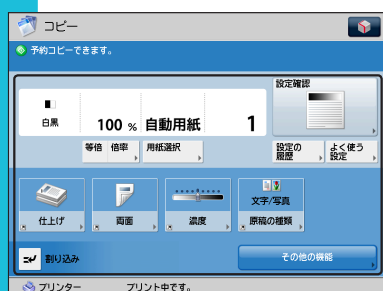 コピー
予約コピーできます。
設定確認
白黒
100 % 自動用紙 1
等倍 倍率 用紙選択 設定の履歴 よく使う設定
仕上げ 両面 濃度 文字/写真 原稿の種類
割り込み その他の機能
プリンター プリント中です。